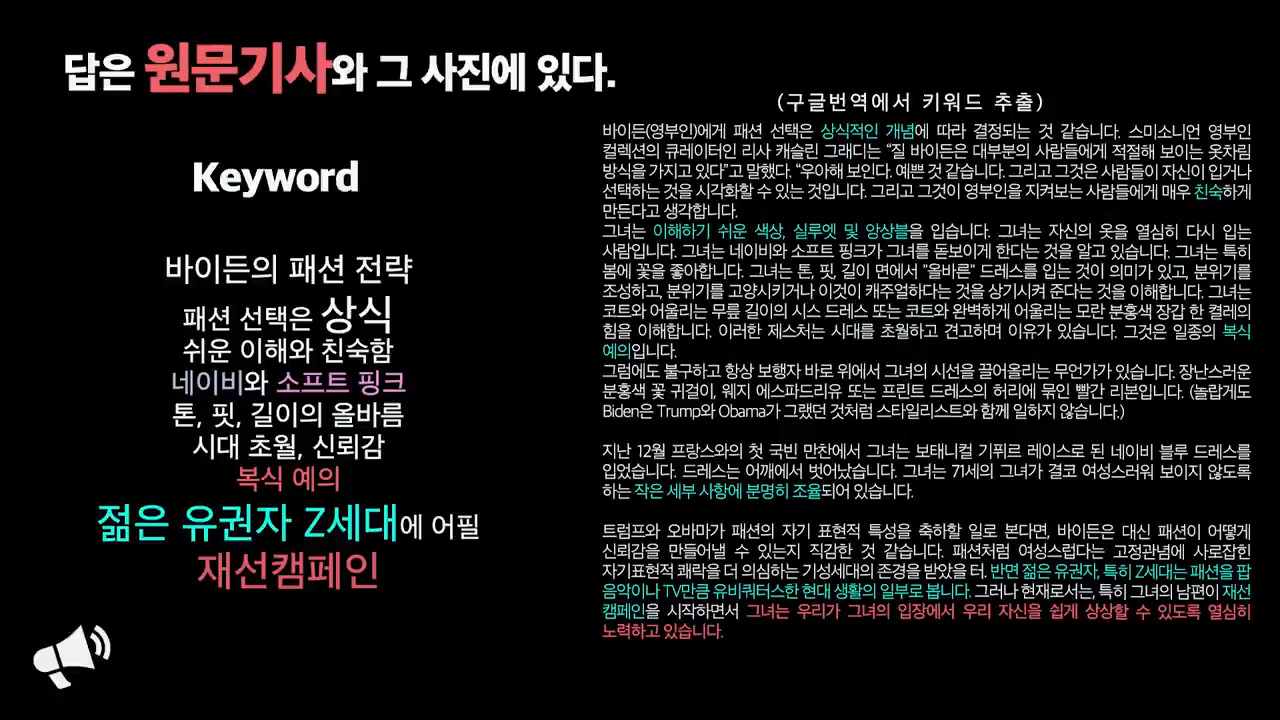 답은 원문기사와 그 사진에 있다.
Keyword
바이든의 패션 전략
패션 선택은 상식
쉬운 이해와 친숙함
네이비와 소프트 핑크
톤, 핏, 길이의 올바름
시대 초월, 신뢰감
복식 예의
젊은 유권자 Z세대에 어필
재선캠페인
(구글번역에서 키워드 추출)
바이든(영부인)에게 패션 선택은 상식적인 개념에 따라 결정되는 것 같습니다. 스미소니언 영부인
컬렉션의 큐레이터인 리사 캐슬린 그래디는 “질 바이든은 대부분의 사람들에게 적절해 보이는 옷차림
방식을 가지고 있다”고 말했다. “우아해 보인다. 예쁜 것 같습니다. 그리고 그것은 사람들이 자신이 입거나
선택하는 것을 시각화할 수 있는 것입니다. 그리고 그것이 영부인을 지켜보는 사람들에게 매우 친숙하게
만든다고 생각합니다.
그녀는 이해하기 쉬운 색상, 실루엣 및 앙상블을 입습니다. 그녀는 자신의 옷을 열심히 다시 입는
사람입니다. 그녀는 네이비와 소프트 핑크가 그녀를 돋보이게 한다는 것을 알고 있습니다. 그녀는 특히
봄에 꽃을 좋아합니다. 그녀는 톤, 핏, 길이 면에서 "올바른" 드레스를 입는 것이 의미가 있고, 분위기를
조성하고, 분위기를 고양시키거나 이것이 캐주얼하다는 것을 상기시켜 준다는 것을 이해합니다. 그녀는
코트와 어울리는 무릎 길이의 시스 드레스 또는 코트와 완벽하게 어울리는 모란 분홍색 장갑 한 켤레의
힘을 이해합니다. 이러한 제스처는 시대를 초월하고 견고하며 이유가 있습니다. 그것은 일종의 복식
예의입니다.
그럼에도 불구하고 항상 보행자 바로 위에서 그녀의 시선을 끌어올리는 무언가가 있습니다. 장난스러운
분홍색 꽃 귀걸이, 웨지 에스파드리유 또는 프린트 드레스의 허리에 묶인 빨간 리본입니다. (놀랍게도
Biden은 Trump와 Obama가 그랬던 것처럼 스타일리스트와 함께 일하지 않습니다.)
지난 12월 프랑스와의 첫 국빈 만찬에서 그녀는 보태니컬 기퓌르 레이스로 된 네이비 블루 드레스를
입었습니다. 드레스는 어깨에서 벗어났습니다. 그녀는 71세의 그녀가 결코 여성스러워 보이지 않도록
하는 작은 세부 사항에 분명히 조율되어 있습니다.
트럼프와 오바마가 패션의 자기 표현적 특성을 축하할 일로 본다면, 바이든은 대신 패션이 어떻게
신뢰감을 만들어낼 수 있는지 직감한 것 같습니다. 패션처럼 여성스럽다는 고정관념에 사로잡힌
자기표현적 쾌락을 더 의심하는 기성세대의 존경을 받았을 터. 반면 젊은 유권자, 특히 Z세대는 패션을 팝
음악이나 TV만큼 유비쿼터스한 현대 생활의 일부로 봅니다. 그러나 현재로서는, 특히 그녀의 남편이 재선
캠페인을 시작하면서 그녀는 우리가 그녀의 입장에서 우리 자신을 쉽게 상상할 수 있도록 열심히
노력하고 있습니다.